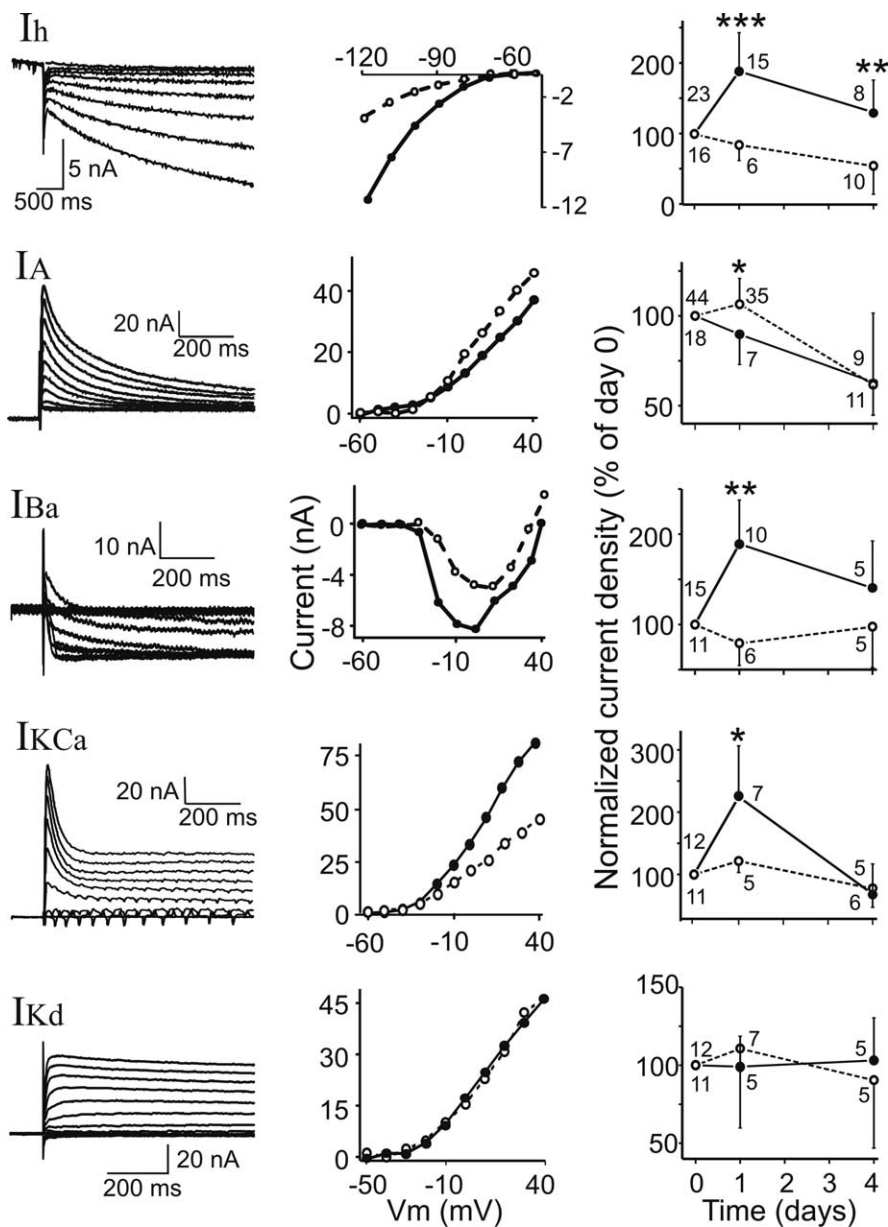 Ih
5 nA
500 ms
-120 -90 -60
-2
-7
-12
*** **
200
100
0
23 15 8
16 6 10
IA
20 nA
200 ms
40
20
0
-60 -10 40
*
100
50
44 35 9
18 7 11
IBa
10 nA
200 ms
Current (nA)
0
-4
-8
-60 -10 40
Normalized current density (% of day 0)
**
200
100
15 10 5
11 6 5
IKCa
20 nA
200 ms
75
50
25
0
-60 -10 40
*
300
200
100
12 7 5
11 5 6
IKd
20 nA
200 ms
45
30
15
0
-50 -10 40
Vm (mV)
150
100
50
12 7 5
11 5 5
0 1 2 3 4
Time (days)